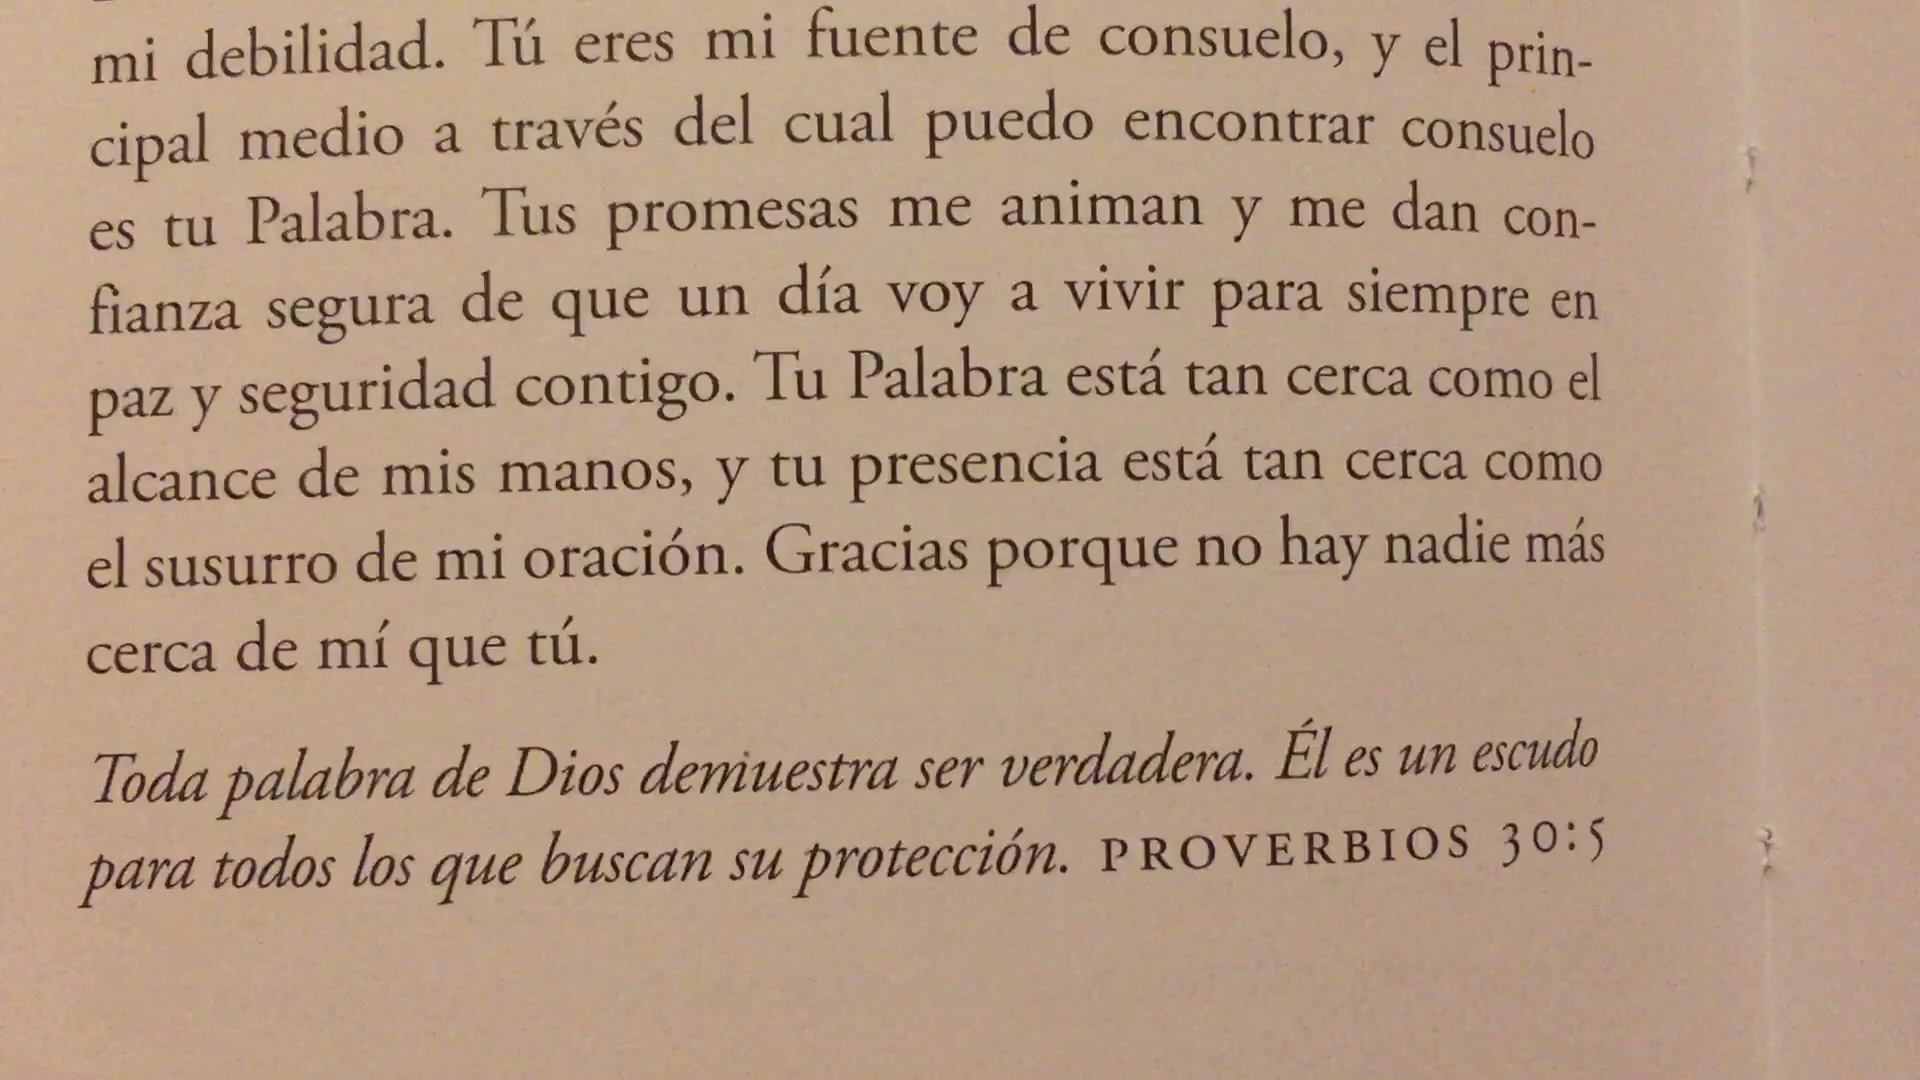 mi debilidad. Tú eres mi fuente de consuelo, y el prin-
cipal medio a través del cual puedo encontrar consuelo
es tu Palabra. Tus promesas me animan y me dan con-
fianza segura de que un día voy a vivir para siempre en
paz y seguridad contigo. Tu Palabra está tan cerca como el
alcance de mis manos, y tu presencia está tan cerca como
el susurro de mi oración. Gracias porque no hay nadie más
cerca de mí que tú.
Toda palabra de Dios demuestra ser verdadera. Él es un escudo
para todos los que buscan su protección. PROVERBIOS 30:5